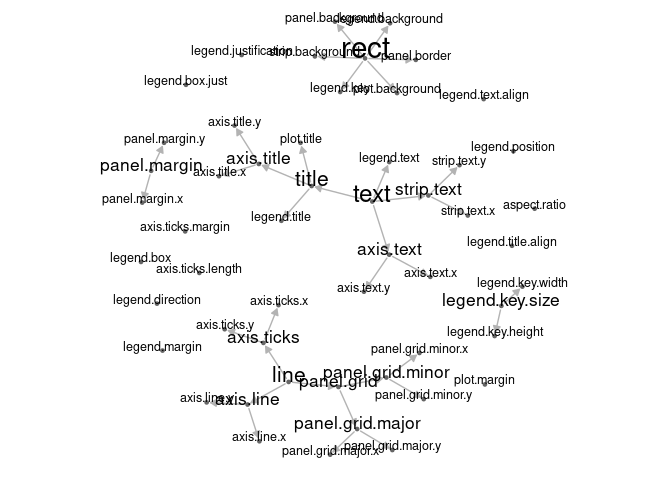 panel.background
legend.background
rect
legend.justification
strip.background
panel.border
legend.box.just
legend.key
plot.background
legend.text.align
axis.title.y
panel.margin.y
plot.title
legend.position
axis.title
legend.text
strip.text.y
panel.margin
axis.title.x
title
text
strip.text
panel.margin.x
legend.title
strip.text.x
aspect.ratio
axis.ticks.margin
axis.text
legend.title.align
legend.box
axis.ticks.length
axis.text.x
legend.key.width
axis.text.y
legend.direction
axis.ticks.x
legend.key.size
axis.ticks.y
axis.ticks
legend.key.height
legend.margin
panel.grid.minor.x
line
panel.grid
panel.grid.minor
plot.margin
axis.line.y
axis.line
panel.grid.minor.y
panel.grid.major
axis.line.x
panel.grid.major.x
panel.grid.major.y